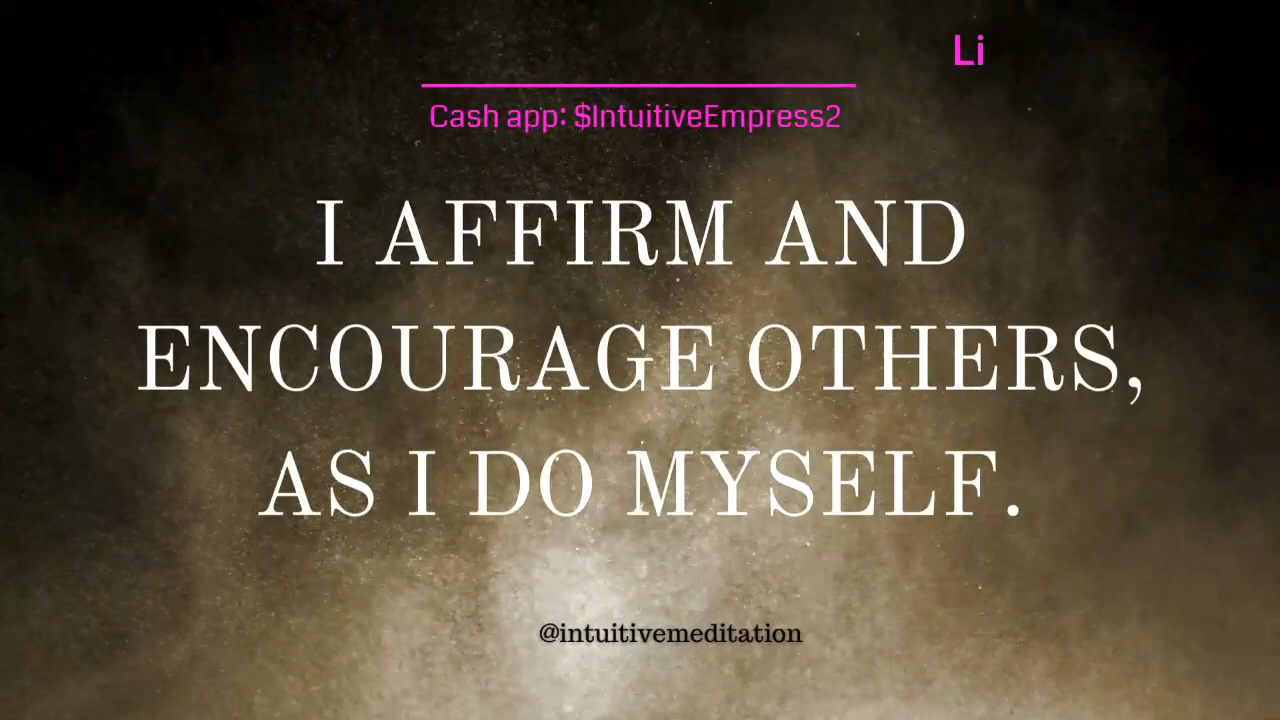 Li
Cash app: $IntuitiveEmpress2
I AFFIRM AND
ENCOURAGE OTHERS,
AS I DO MYSELF.
@intuitivemeditation